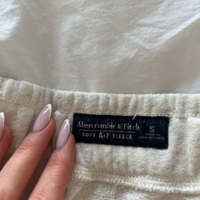 Abercrombie & Fitch
SOFT A&F FLEECE
S